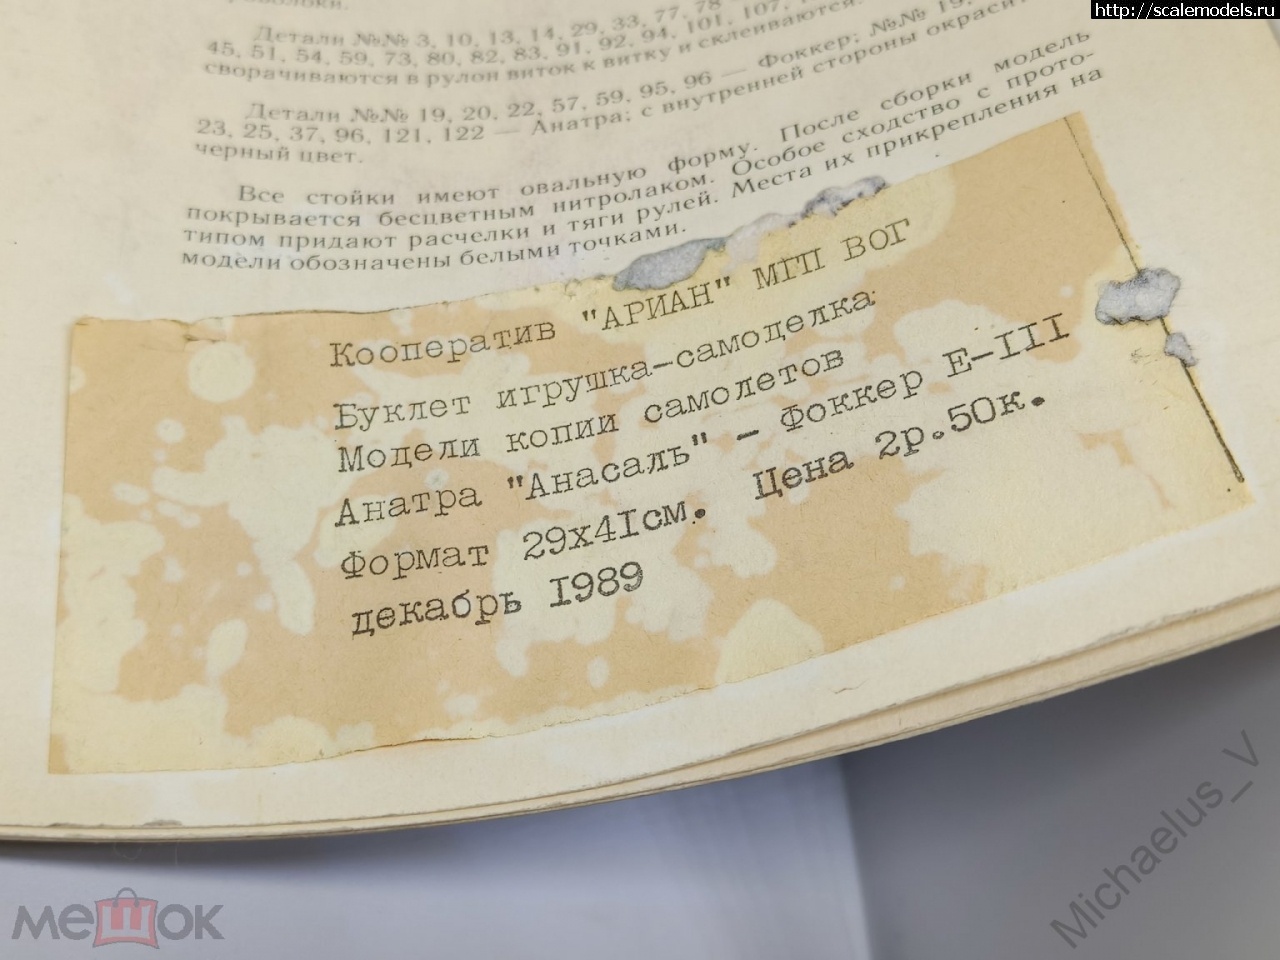 http://scalemodels.ru
Детали №№ 3, 10, 13, 14, 29, 33, 77, 78
45, 51, 54, 59, 73, 80, 82, 83, 91, 92, 94, 101, 107,
сворачиваются в рулон виток к витку и склеиваются.
Детали №№ 19, 20, 22, 57, 59, 95, 96 — Фоккер; №№ 19,
23, 25, 37, 96, 121, 122 — Анатра; с внутренней стороны окраси
черный цвет.
Все стойки имеют овальную форму. После сборки модель
покрывается бесцветным нитролаком. Особое сходство с прото-
типом придают расчелки и тяги рулей. Места их прикрепления на
модели обозначены белыми точками.
Кооператив "АРИАН" МГП ВОГ
Буклет игрушка-самоделка
Модели копии самолетов
Анатра "Анасаль" - Фоккер Е-III
Формат 29x41см. Цена 2р.50к.
декабрь 1989
мешок
Michaelus_V